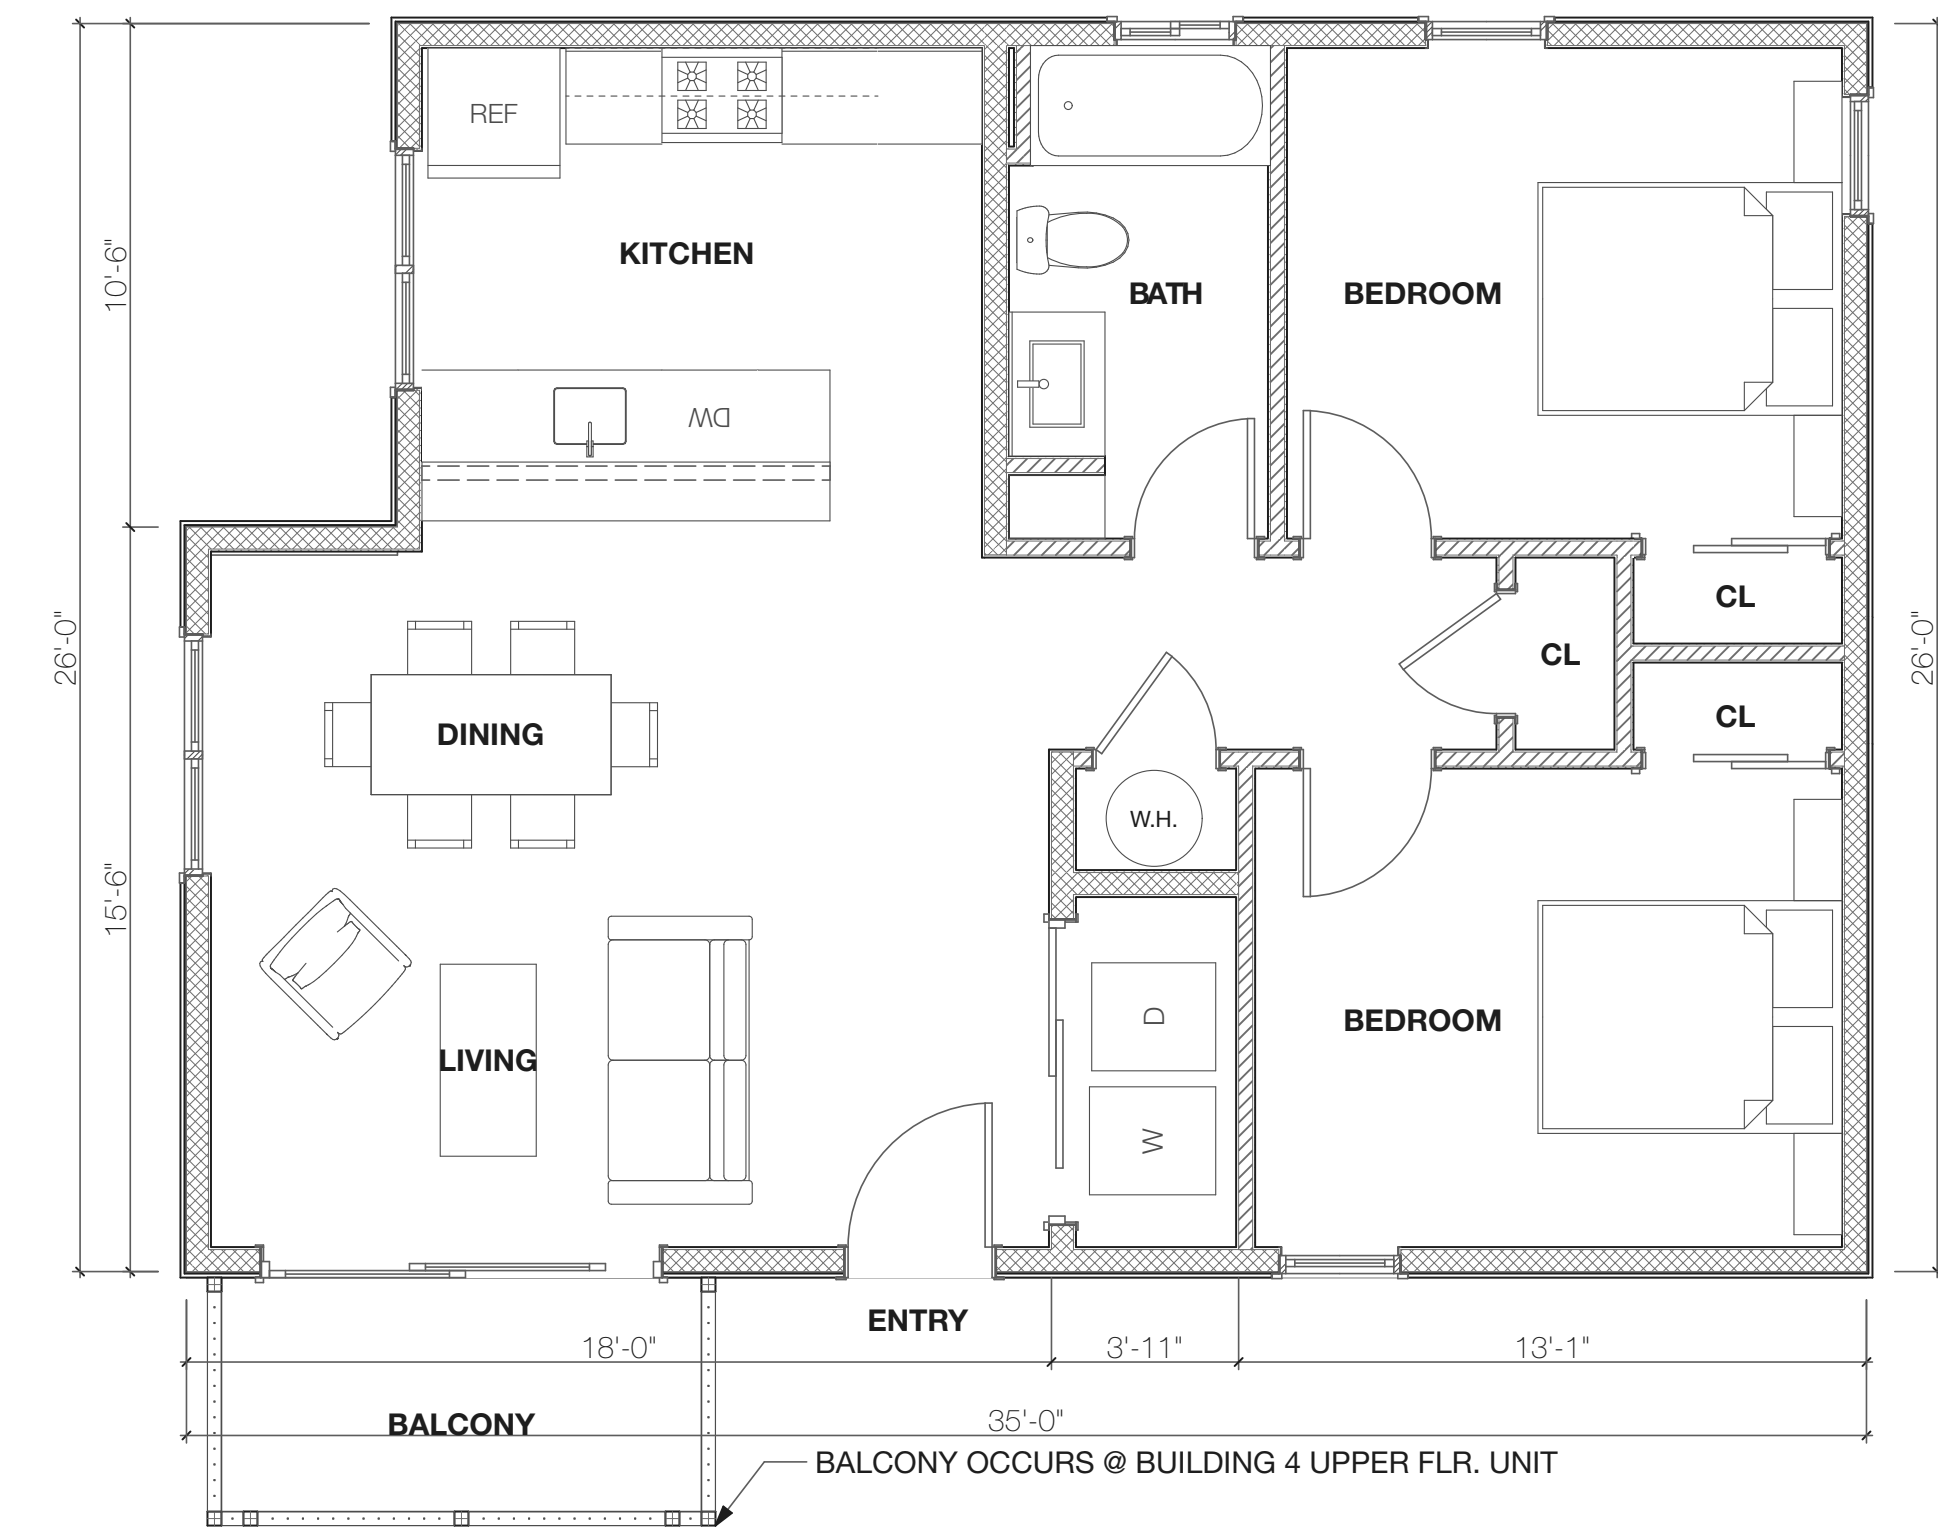 REF
KITCHEN
BATH
BEDROOM
10'-6"
DW
26'-0"
26'-0"
CL
CL
CL
DINING
W.H.
15'-6"
D
BEDROOM
LIVING
W
ENTRY
18'-0"
3'-11"
13'-1"
BALCONY
35'-0"
BALCONY OCCURS @ BUILDING 4 UPPER FLR. UNIT